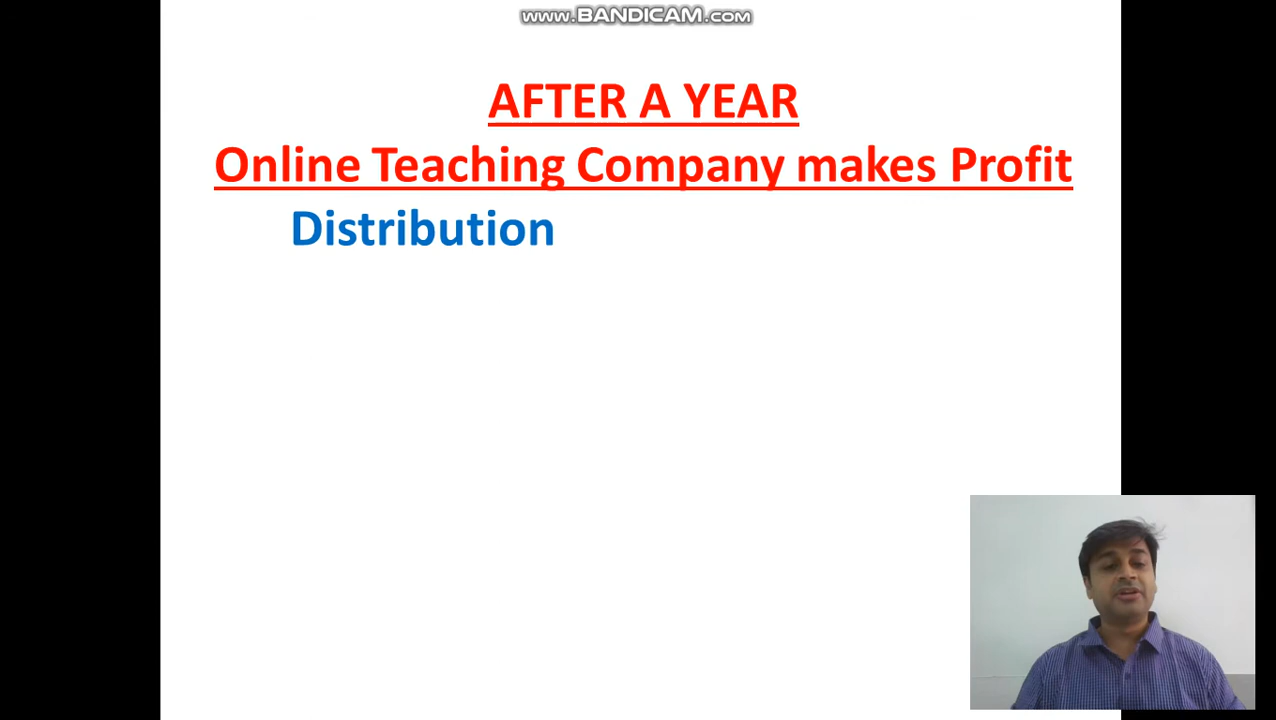 www.BANDICAM.com
AFTER A YEAR
Online Teaching Company makes Profit
Distribution